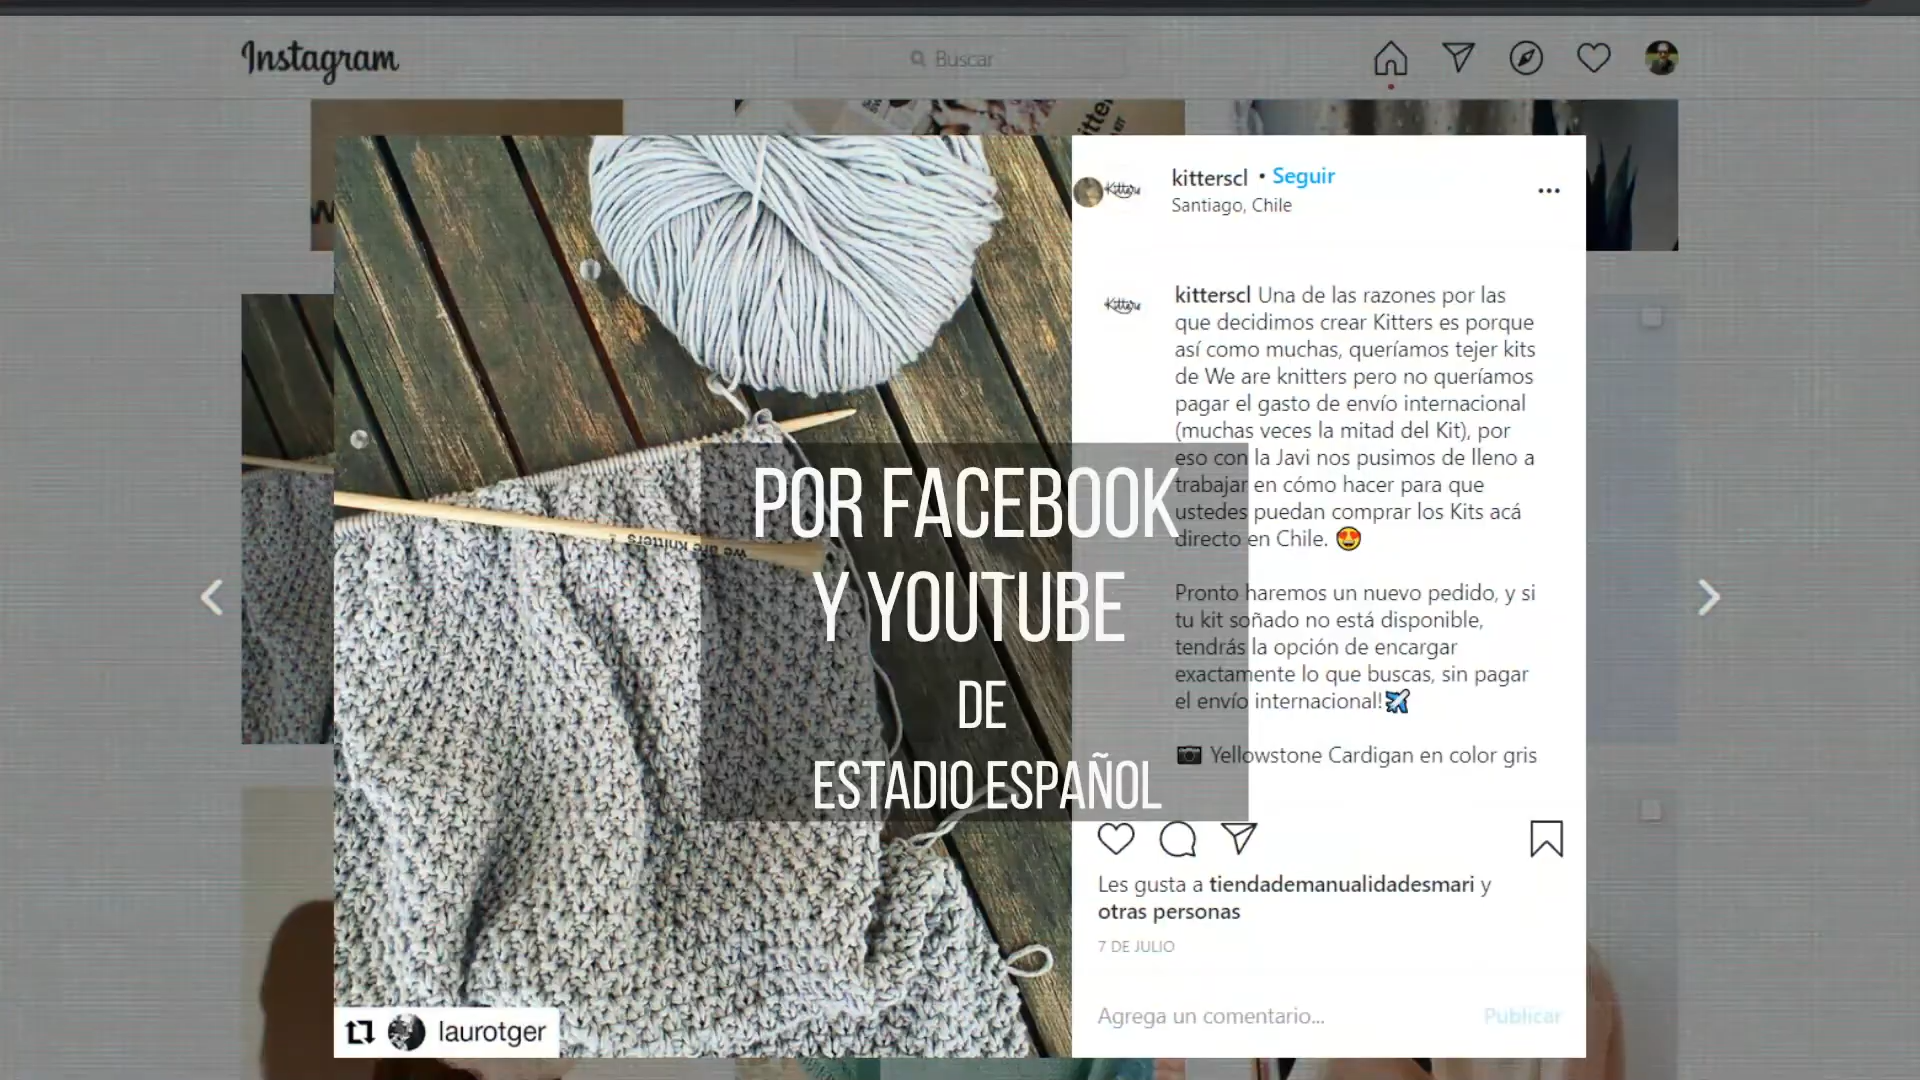 Instagram
Buscar
kitterscl • Seguir
Santiago, Chile
Kitters
kitterscl Una de las razones por las
que decidimos crear Kitters es porque
así como muchas, queríamos tejer kits
de We are knitters pero no queríamos
pagar el gasto de envío internacional
(muchas veces la mitad del Kit), por
eso con la Javi nos pusimos de lleno a
trabajar en cómo hacer para que
ustedes puedan comprar los Kits acá
directo en Chile. 😍
Pronto haremos un nuevo pedido, y si
tu kit soñado no está disponible,
tendrás la opción de encargar
exactamente lo que buscas, sin pagar
el envío internacional!✈️
📷 Yellowstone Cardigan en color gris
we are knitters
POR FACEBOOK
Y YOUTUBE
DE
ESTADIO ESPAÑOL
Les gusta a tiendademanualidadesmari y
otras personas
7 DE JULIO
Agrega un comentario...
Publicar
laurotger